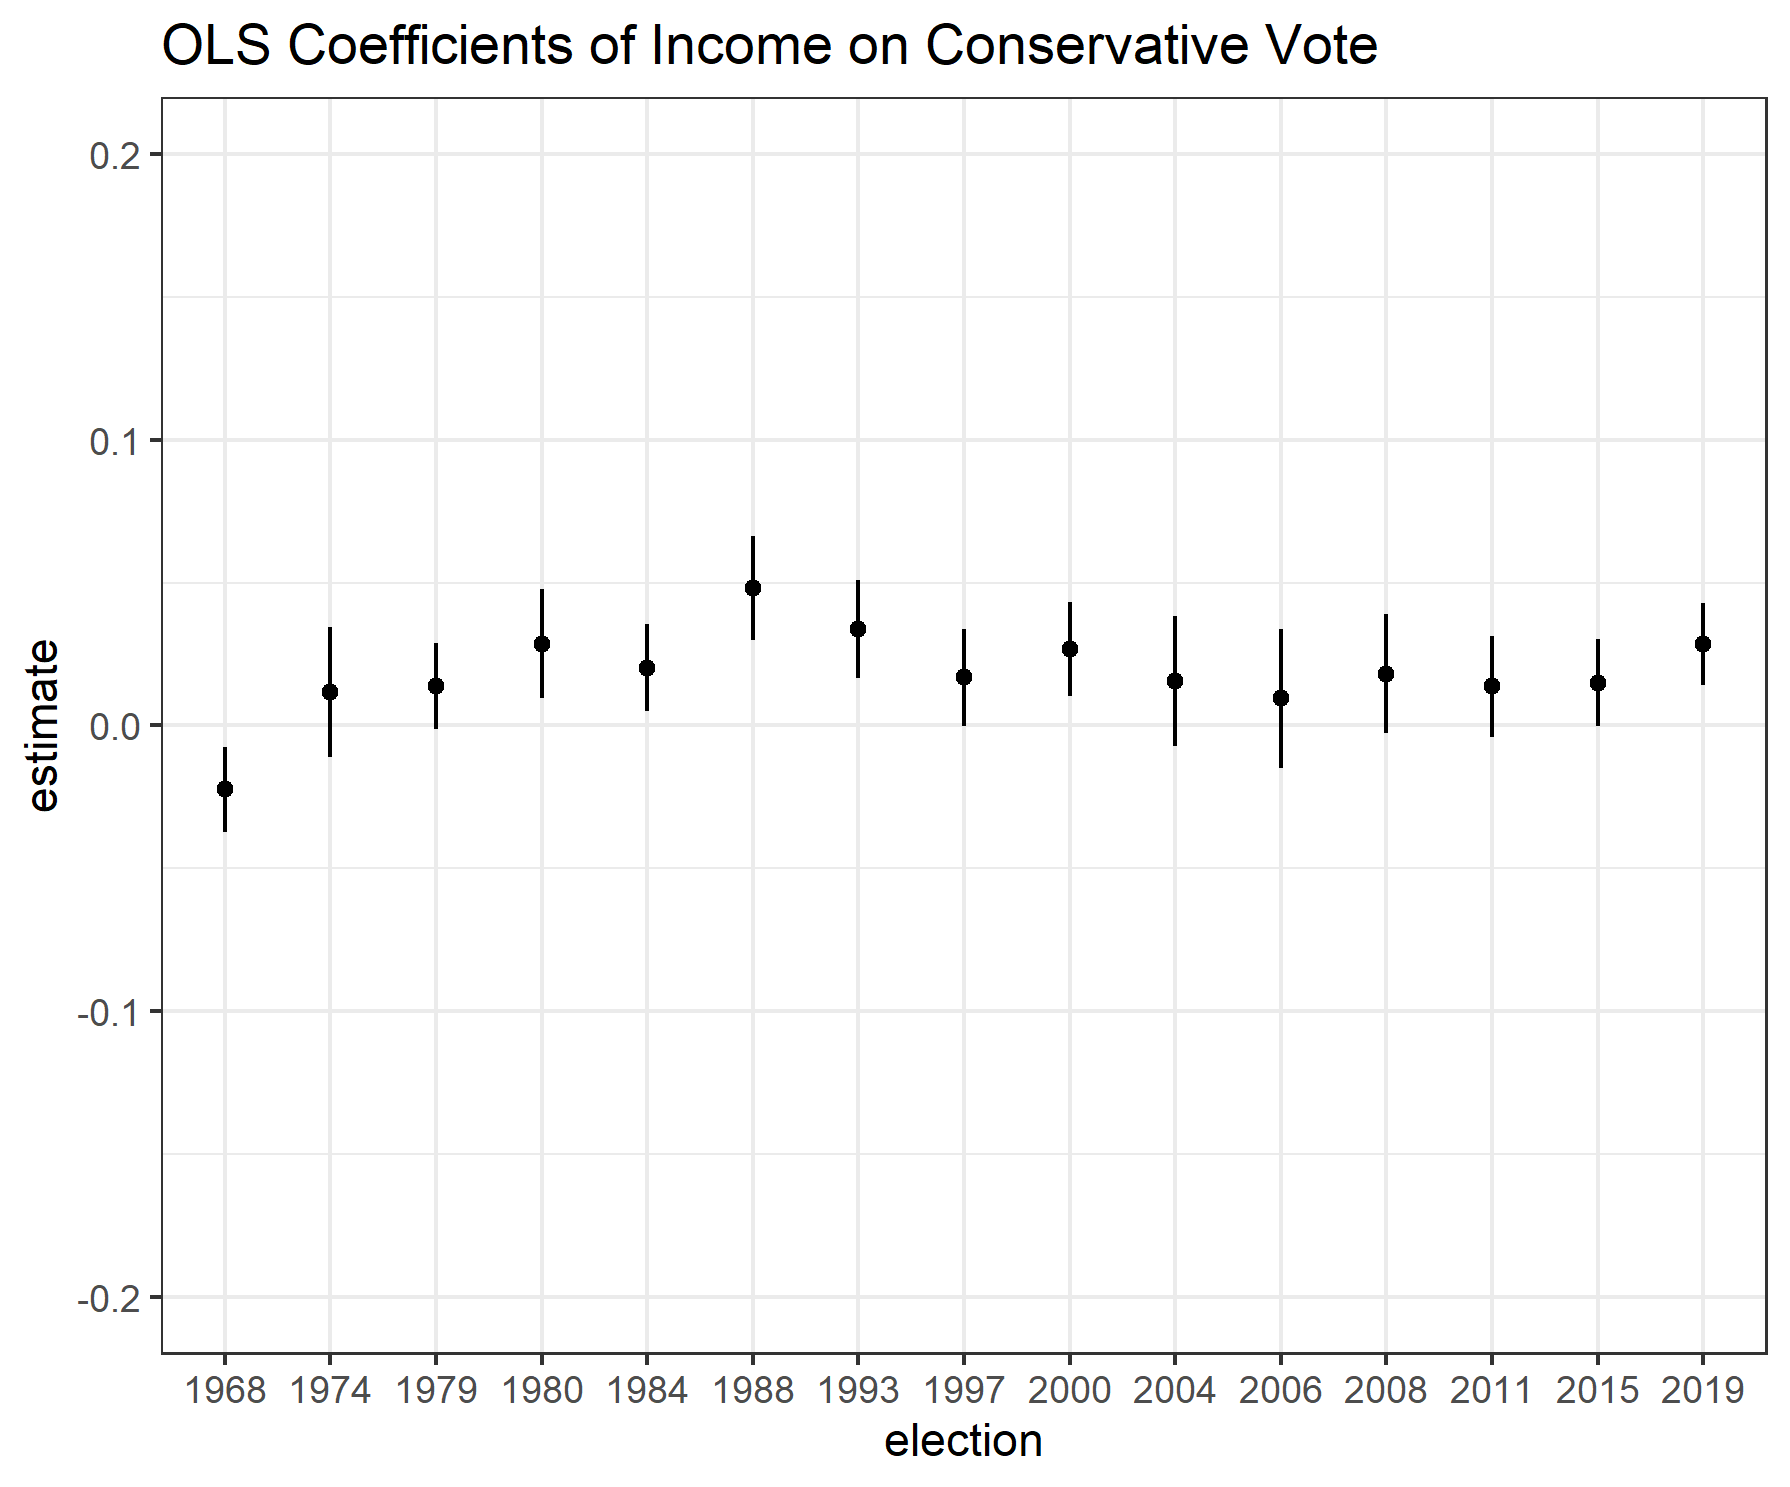 OLS Coefficients of Income on Conservative Vote
0.2
0.1
0.0
-0.1
-0.2
estimate
1968 1974 1979 1980 1984 1988 1993 1997 2000 2004 2006 2008 2011 2015 2019
election